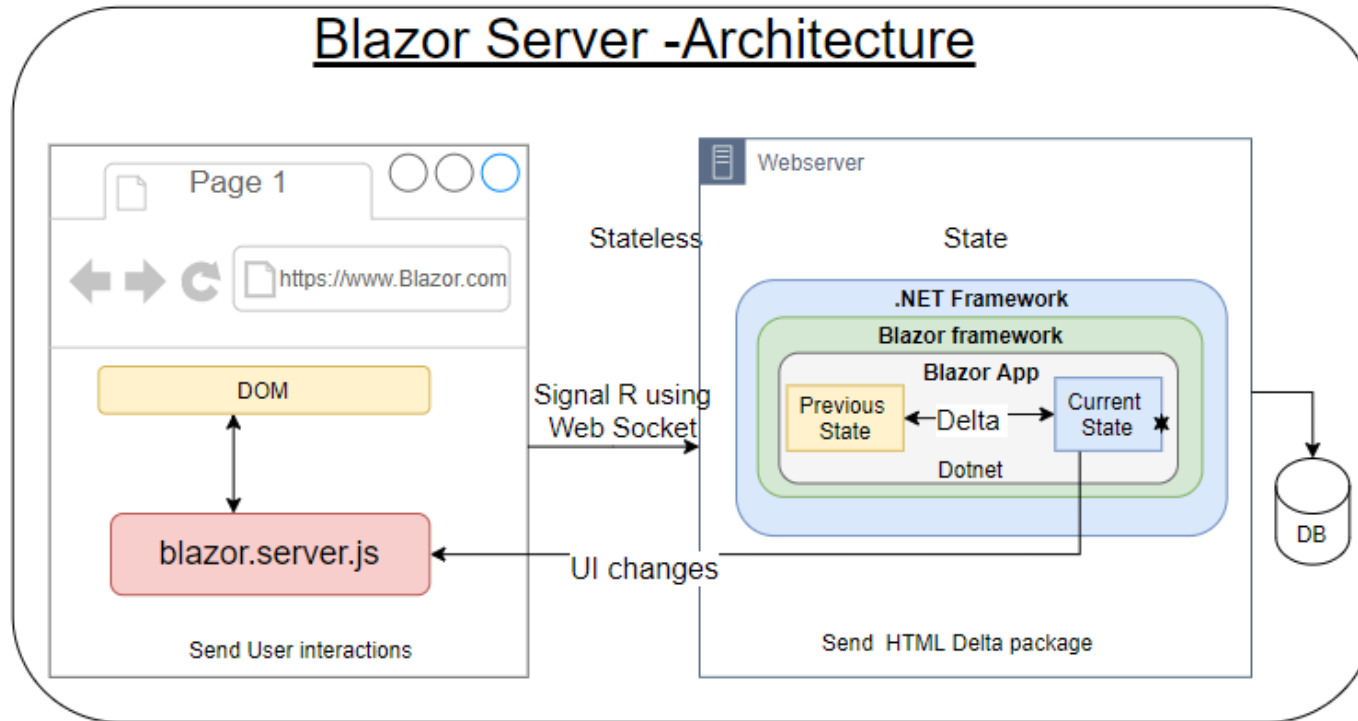 Blazor Server -Architecture
Page 1
https://www.Blazor.com
DOM
blazor.server.js
Send User interactions
Stateless
Signal R using
Web Socket
UI changes
Webserver
State
.NET Framework
Blazor framework
Blazor App
Previous
State
Delta
Current
State
Dotnet
Send HTML Delta package
DB